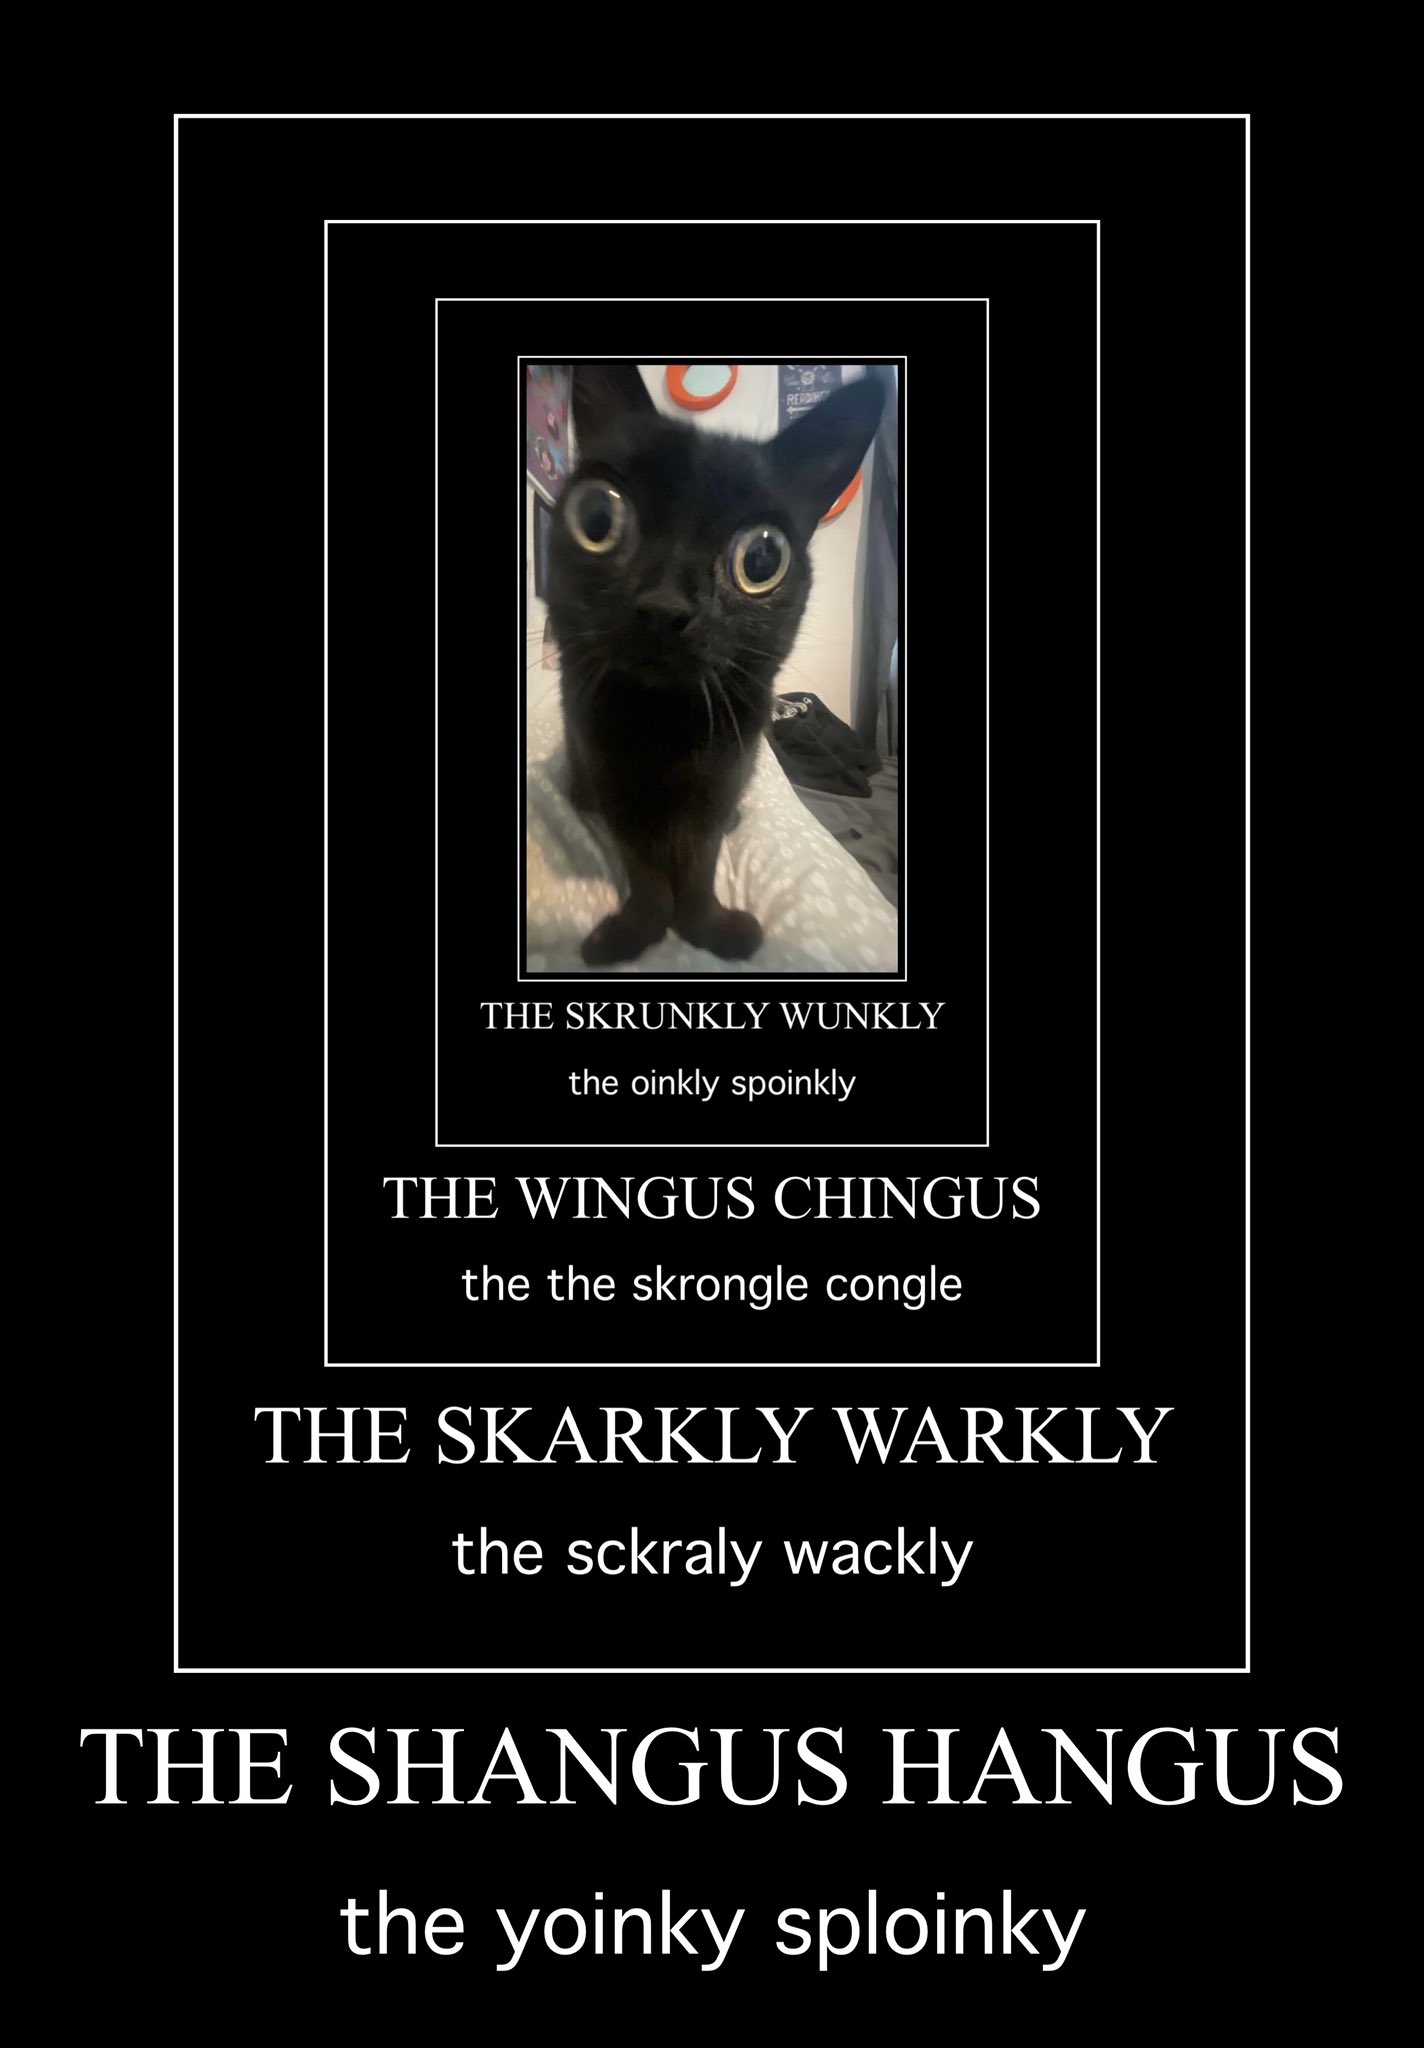 READING
THE SKRUNKLY WUNKLY
the oinkly spoinkly
THE WINGUS CHINGUS
the the skrongle congle
THE SKARKLY WARKLY
the sckraly wackly
THE SHANGUS HANGUS
the yoinky sploinky